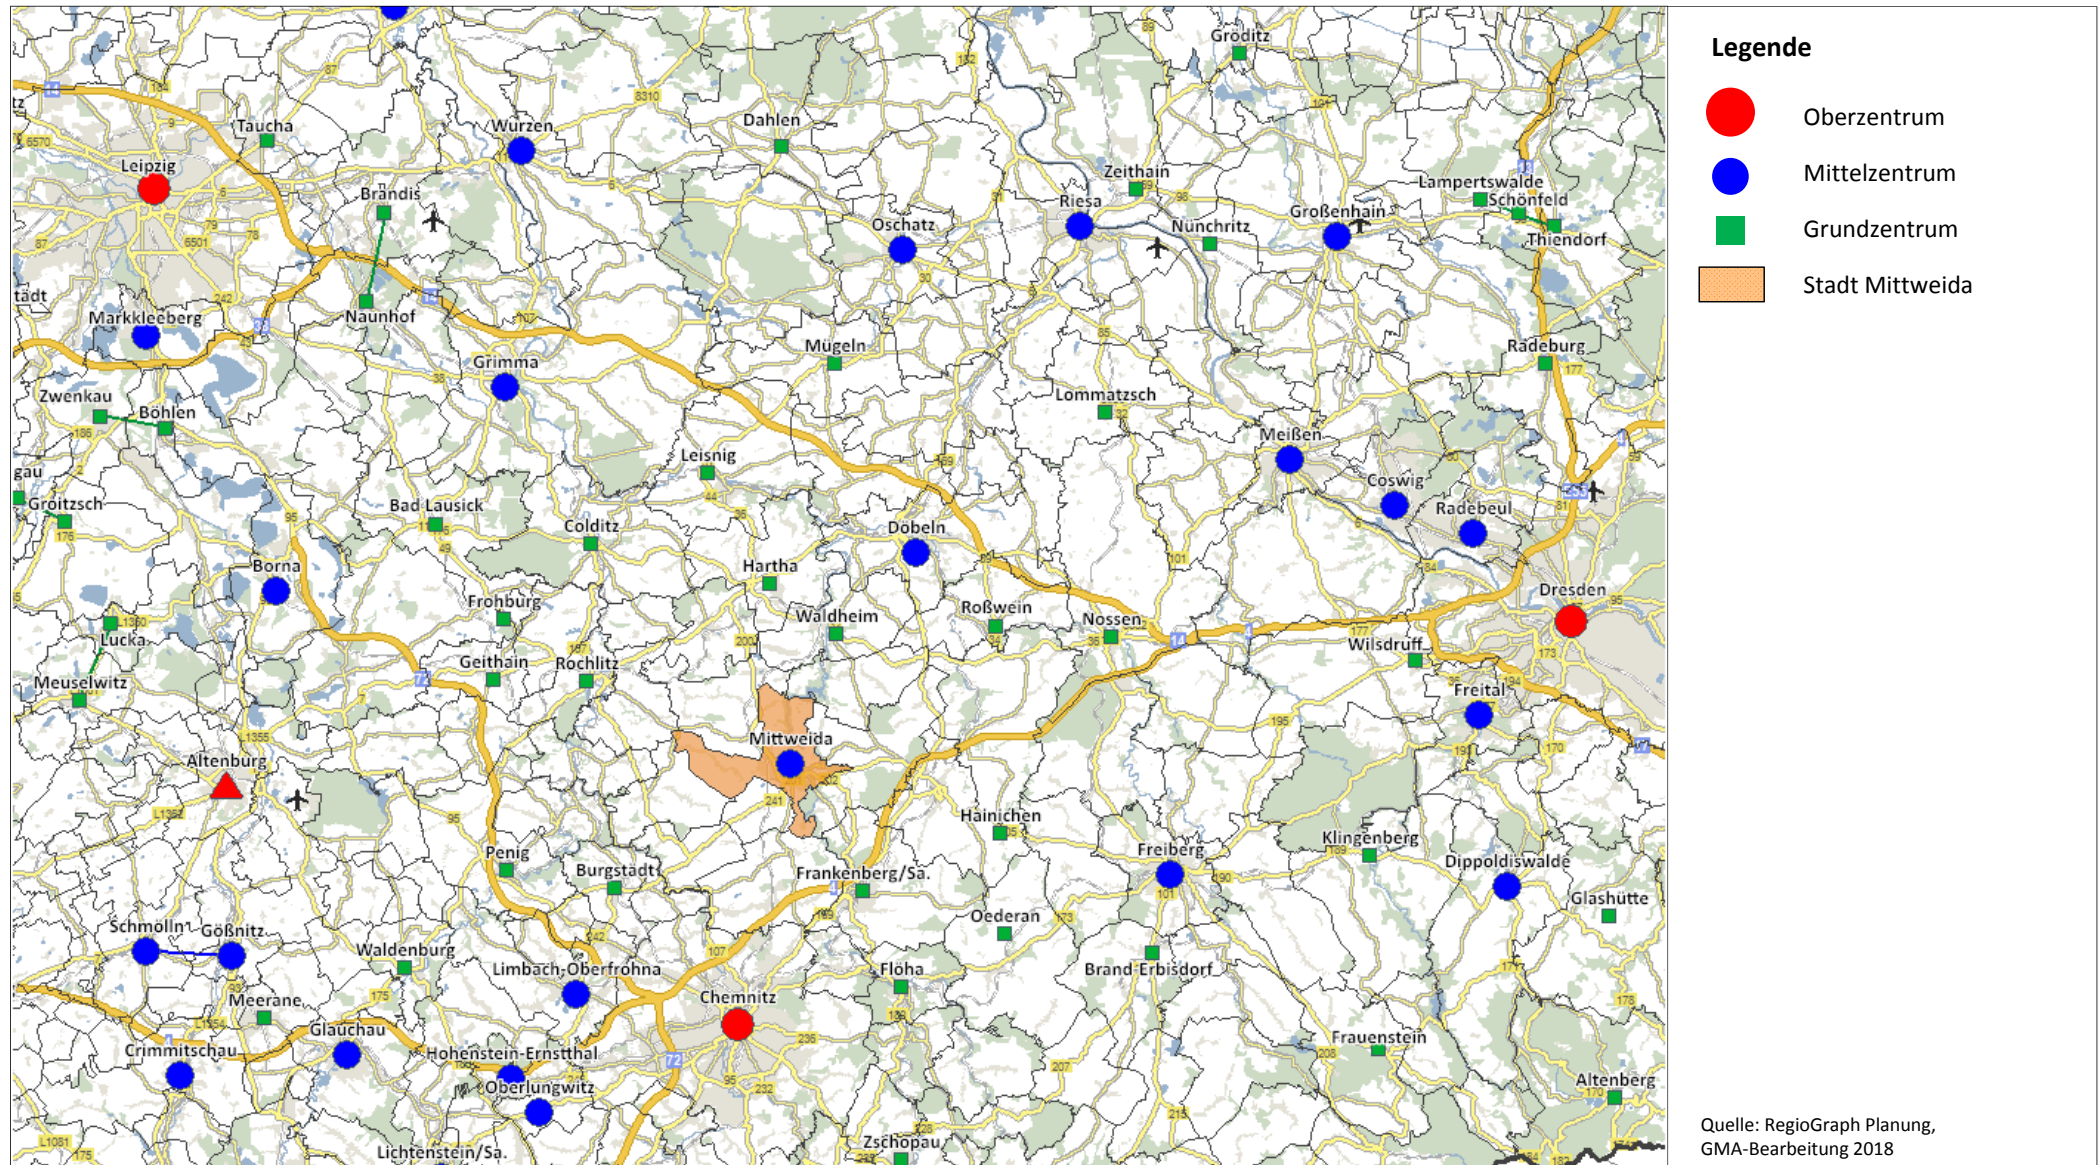 Legende
Oberzentrum
Mittelzentrum
Grundzentrum
Stadt Mittweida
Quelle: RegioGraph Planung,
GMA-Bearbeitung 2018
Gröditz
Taucha
Wurzen
Dahlen
Leipzig
Zeithain
Brandis
Riesa
Lampertswalde
Schönfeld
Oschatz
Nünchritz
Großenhain
Thiendorf
Markkleeberg
Naunhof
Mügeln
Radeburg
Grimma
Zwenkau
Böhlen
Lommatzsch
Meißen
gau
Leisnig
Coswig
Groitzsch
Bad Lausick
Colditz
Döbeln
Radebeul
Borna
Hartha
Dresden
Frohburg
Waldheim
Roßwein
Nossen
Lucka
Wilsdruff
Geithain
Rochlitz
Meuselwitz
Freital
Mittweida
Altenburg
Hainichen
Klingenberg
Penig
Burgstädt
Frankenberg/Sa.
Freiberg
Dippoldiswalde
Glashütte
Schmölln
Gößnitz
Oederan
Waldenburg
Limbach-Oberfrohna
Flöha
Brand-Erbisdorf
Meerane
Chemnitz
Glauchau
Crimmitschau
Hohenstein-Ernstthal
Frauenstein
Oberlungwitz
Altenberg
Lichtenstein/Sa.
Zschopau